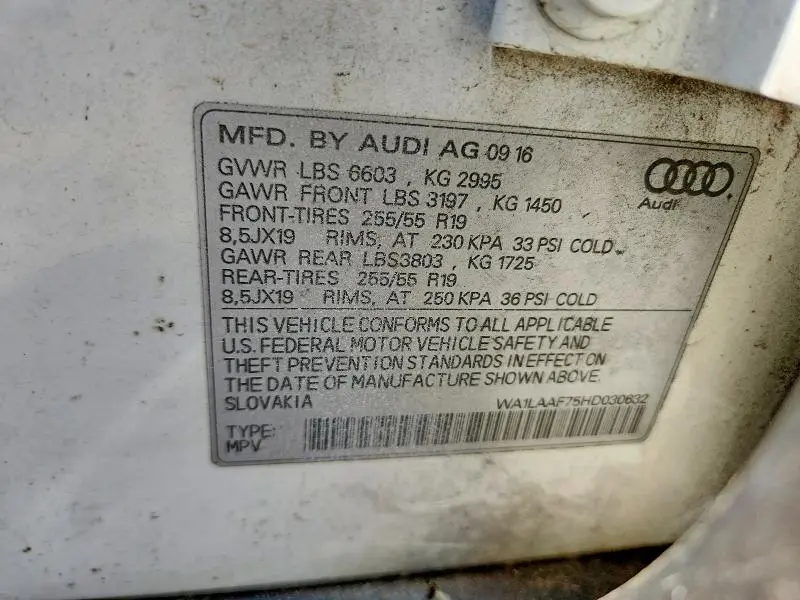 MFD. BY AUDI AG 09 16
GVWR LBS 6603 , KG 2995
GAWR FRONT LBS 3197 , KG 1450
FRONT-TIRES 255/55 R19
8,5JX19 RIMS, AT 230 KPA 33 PSI COLD
GAWR REAR LBS3803 , KG 1725
REAR-TIRES 255/55 R19
8,5JX19 RIMS, AT 250 KPA 36 PSI COLD
Audi
THIS VEHICLE CONFORMS TO ALL APPLICABLE
U.S. FEDERAL MOTOR VEHICLE SAFETY AND
THEFT PREVENTION STANDARDS IN EFFECT ON
THE DATE OF MANUFACTURE SHOWN ABOVE.
SLOVAKIA WA1LAAF75HD030632
TYPE:
MPV